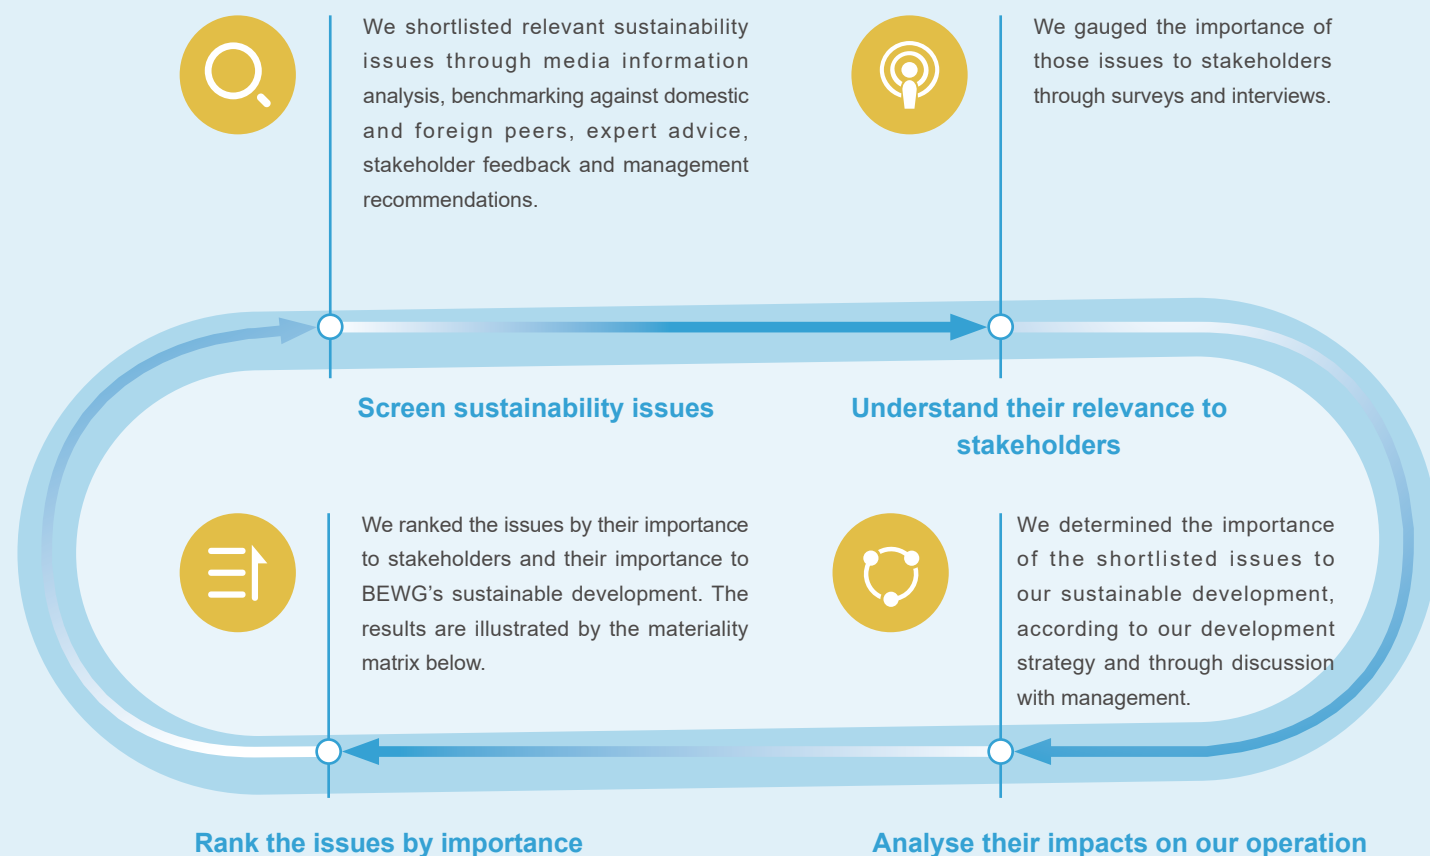 We shortlisted relevant sustainability
issues through media information
analysis, benchmarking against domestic
and foreign peers, expert advice,
stakeholder feedback and management
recommendations.
Screen sustainability issues
We gauged the importance of
those issues to stakeholders
through surveys and interviews.
Understand their relevance to
stakeholders
We ranked the issues by their importance
to stakeholders and their importance to
BEWG’s sustainable development. The
results are illustrated by the materiality
matrix below.
Rank the issues by importance
We determined the importance
of the shortlisted issues to
our sustainable development,
according to our development
strategy and through discussion
with management.
Analyse their impacts on our operation